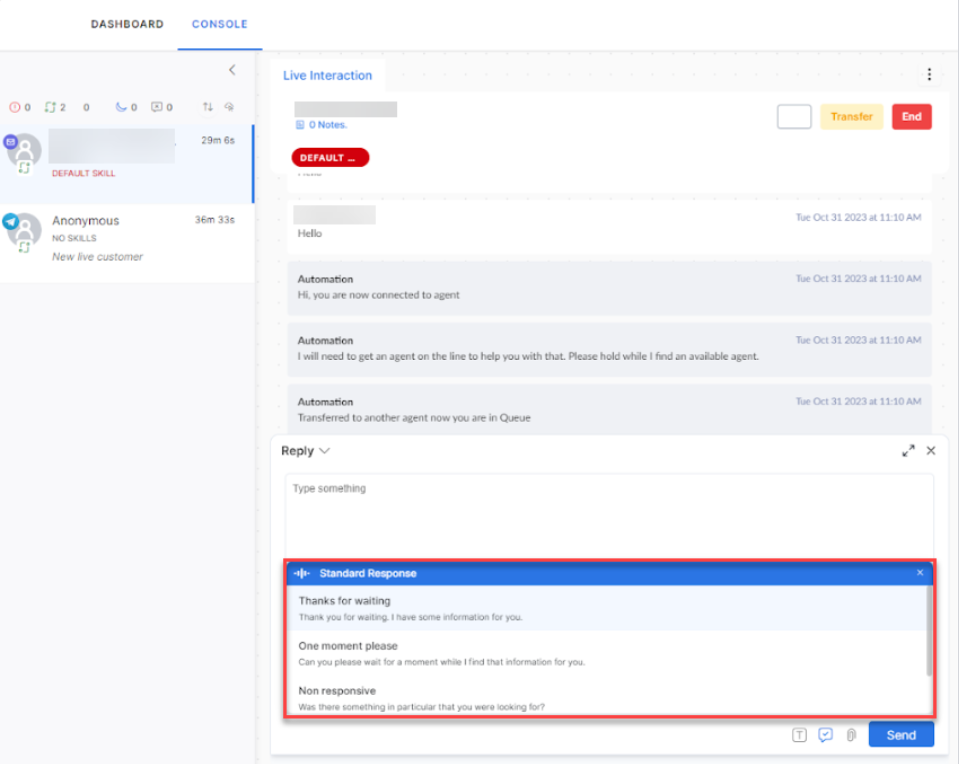 DASHBOARD CONSOLE
Live Interaction
0 2 0 0 0
0 Notes.
Transfer End
DEFAULT ...
29m 6s
DEFAULT SKILL
Anonymous 36m 33s
NO SKILLS
New live customer
Tue Oct 31 2023 at 11:10 AM
Hello
Automation Tue Oct 31 2023 at 11:10 AM
Hi, you are now connected to agent
Automation Tue Oct 31 2023 at 11:10 AM
I will need to get an agent on the line to help you with that. Please hold while I find an available agent.
Automation Tue Oct 31 2023 at 11:10 AM
Transferred to another agent now you are in Queue
Reply
Type something
Standard Response
Thanks for waiting
Thank you for waiting, I have some information for you.
One moment please
Can you please wait for a moment while I find that information for you.
Non responsive
Was there something in particular that you were looking for?
T Send